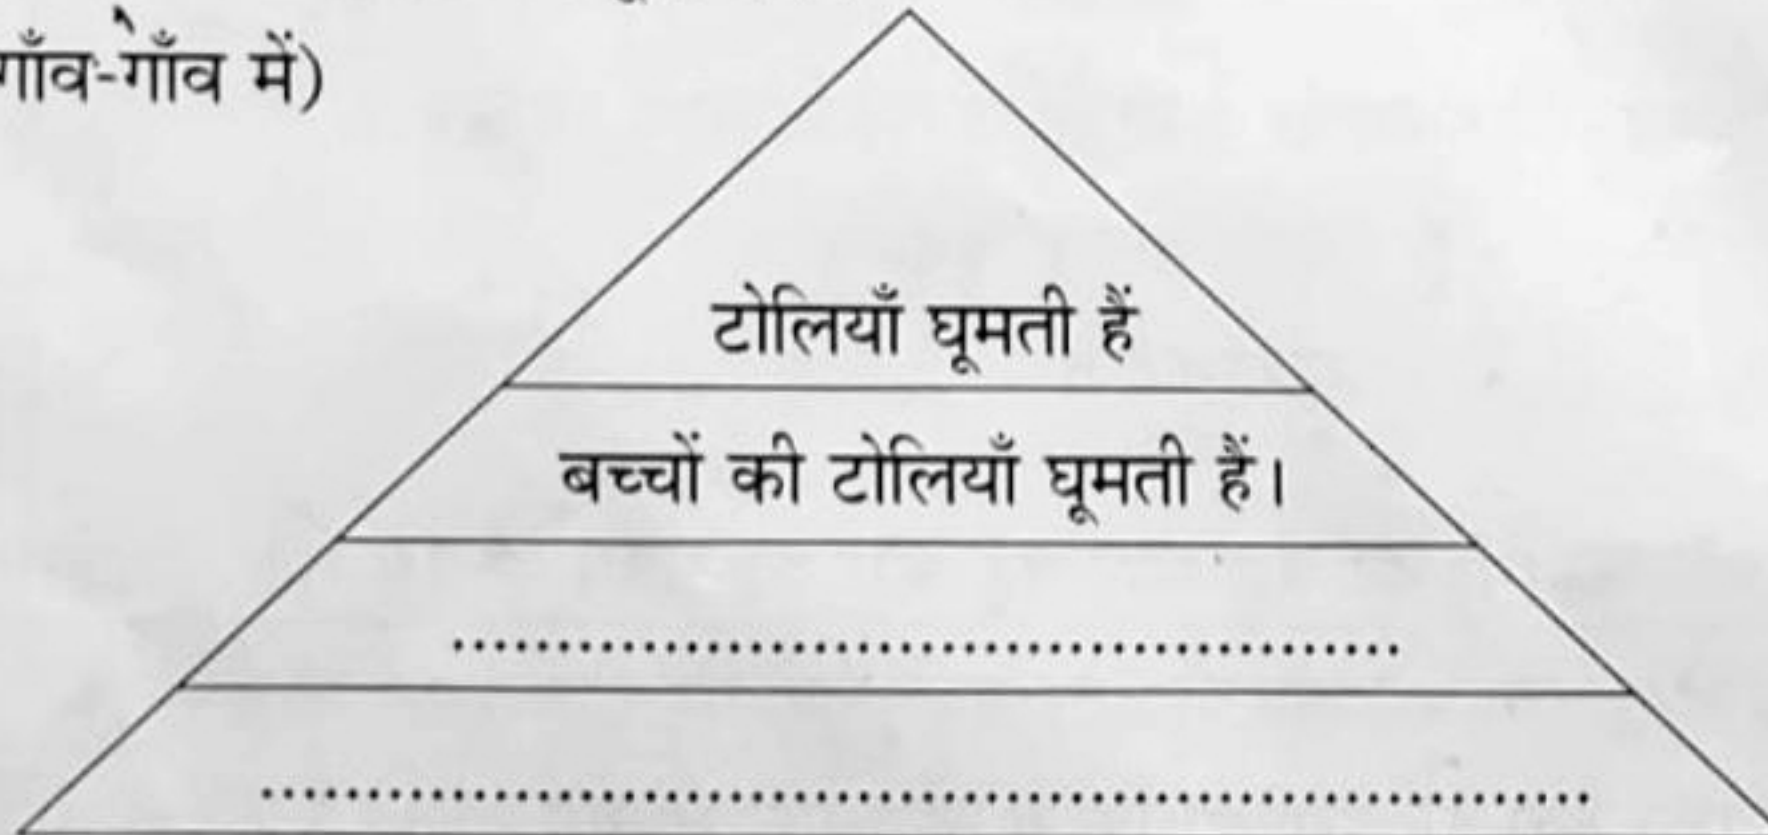 गाँव-गाँव में)
टोलियाँ घूमती हैं
बच्चों की टोलियाँ घूमती हैं।